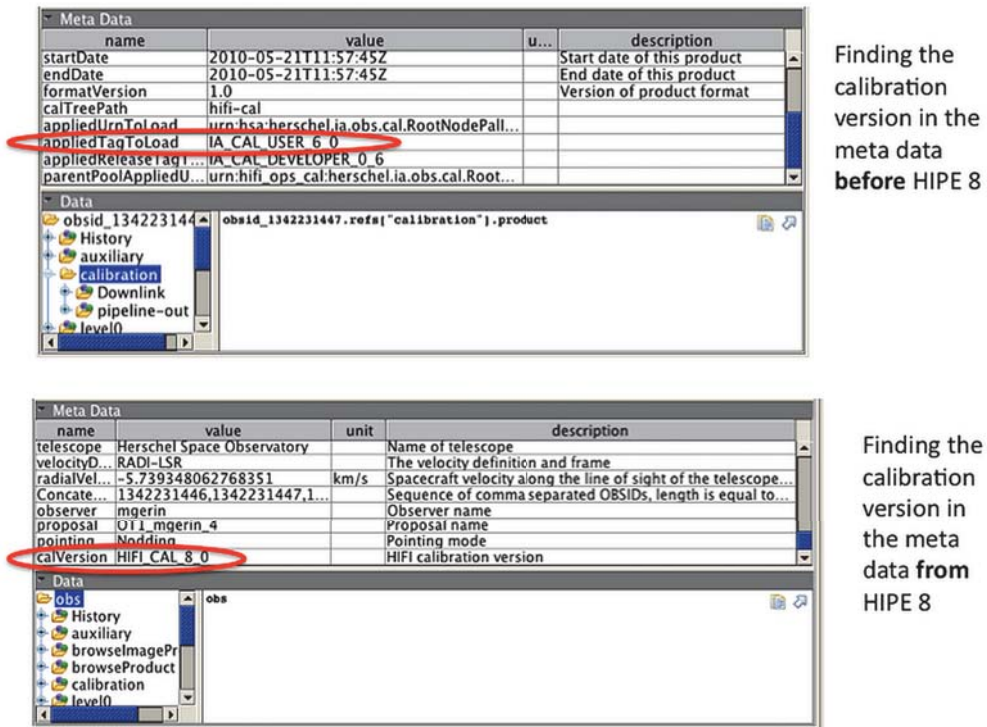 Meta Data
name value u... description
startDate 2010-05-21T11:57:45Z Start date of this product
endDate 2010-05-21T11:57:45Z End date of this product
formatVersion 1.0 Version of product format
calTreePath hifi-cal
appliedUrnToLoad urn:hsa:herschel.ia.obs.cal.RootNodePall...
appliedTagToLoad IA_CAL_USER_6_0
appliedReleaseTagT... IA_CAL_DEVELOPER_0_6
parentPoolAppliedU... urn:hifi_ops_cal:herschel.ia.obs.cal.Root...
Data
obsid_134223144 obsid_1342231447.refs["calibration"].product
History
auxiliary
calibration
Downlink
pipeline-out
level0
Finding the
calibration
version in the
meta data
before HIPE 8
Meta Data
name value unit description
telescope Herschel Space Observatory Name of telescope
velocityD... RADI-LSR The velocity definition and frame
radialVel... -5.739348062768351 km/s Spacecraft velocity along the line of sight of the telescope...
Concate... 1342231446,1342231447,1... Sequence of comma separated OBSIDs, length is equal to...
observer mgerin Observer name
proposal OT1_mgerin_4 Proposal name
pointing Nodding Pointing mode
calVersion HIFI_CAL_8_0 HIFI calibration version
Data
obs obs
History
auxiliary
browseImagePr
browseProduct
calibration
level0
Finding the
calibration
version in
the meta
data from
HIPE 8